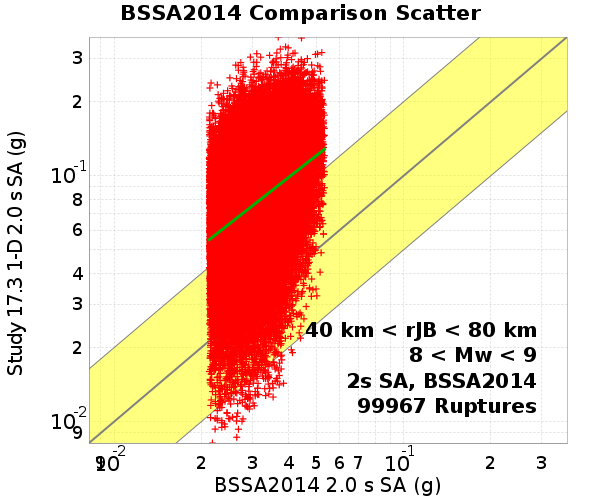 BSSA2014 Comparison Scatter
Study 17.3 1-D 2.0 s SA (g)
3
2
10-1
8
6
4
3
2
10-2
9
40 km < rJB < 80 km
8 < Mw < 9
2s SA, BSSA2014
99967 Ruptures
9 10-2 2 3 4 5 6 7 10-1 2 3
BSSA2014 2.0 s SA (g)